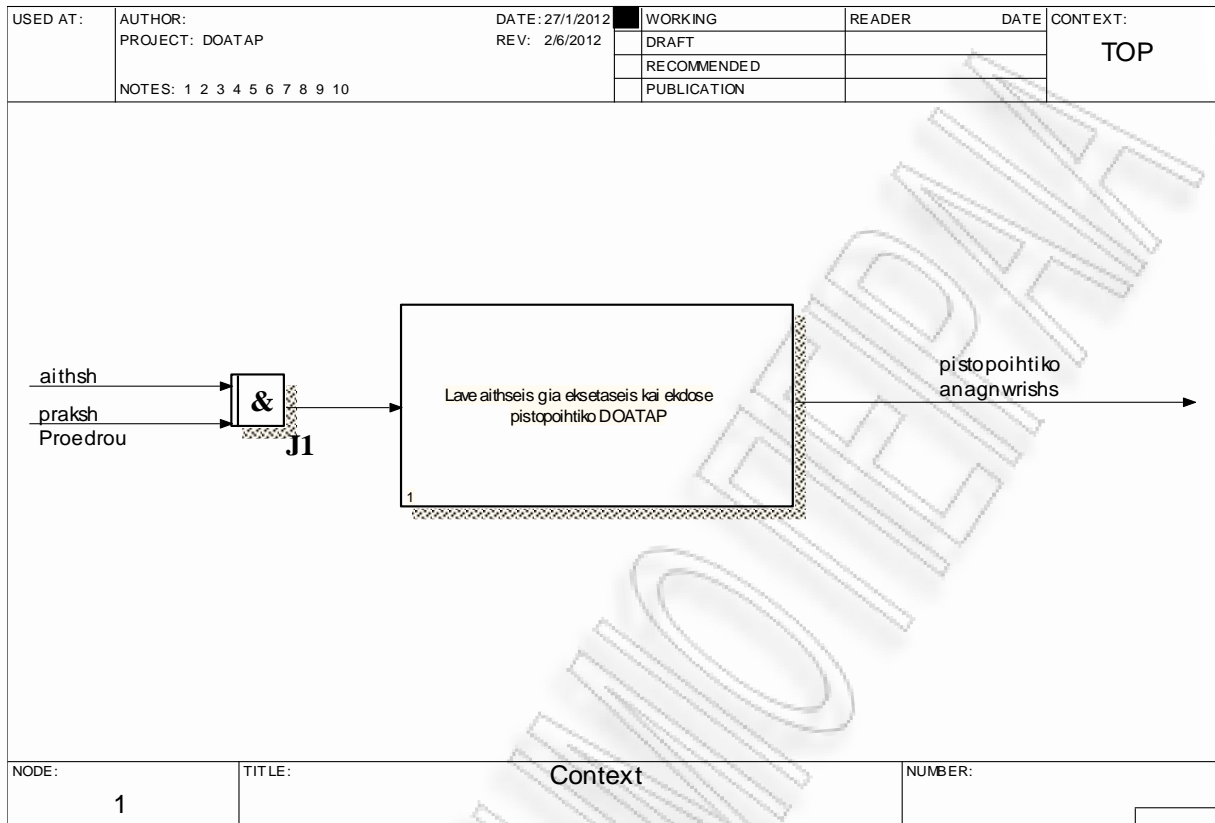 USED AT:
AUTHOR:
DATE: 27/1/2012
WORKING
READER
DATE
CONTEXT:
PROJECT: DOATAP
REV: 2/6/2012
DRAFT
TOP
RECOMMENDED
NOTES: 1 2 3 4 5 6 7 8 9 10
PUBLICATION
aithsh
praksh
Proedrou
&
J1
Lave aithseis gia eksetaseis kai ekdose
pistopoihtiko DOATAP
1
pistopoihtiko
anagnwrishs
NODE:
1
TITLE:
Context
NUMBER: